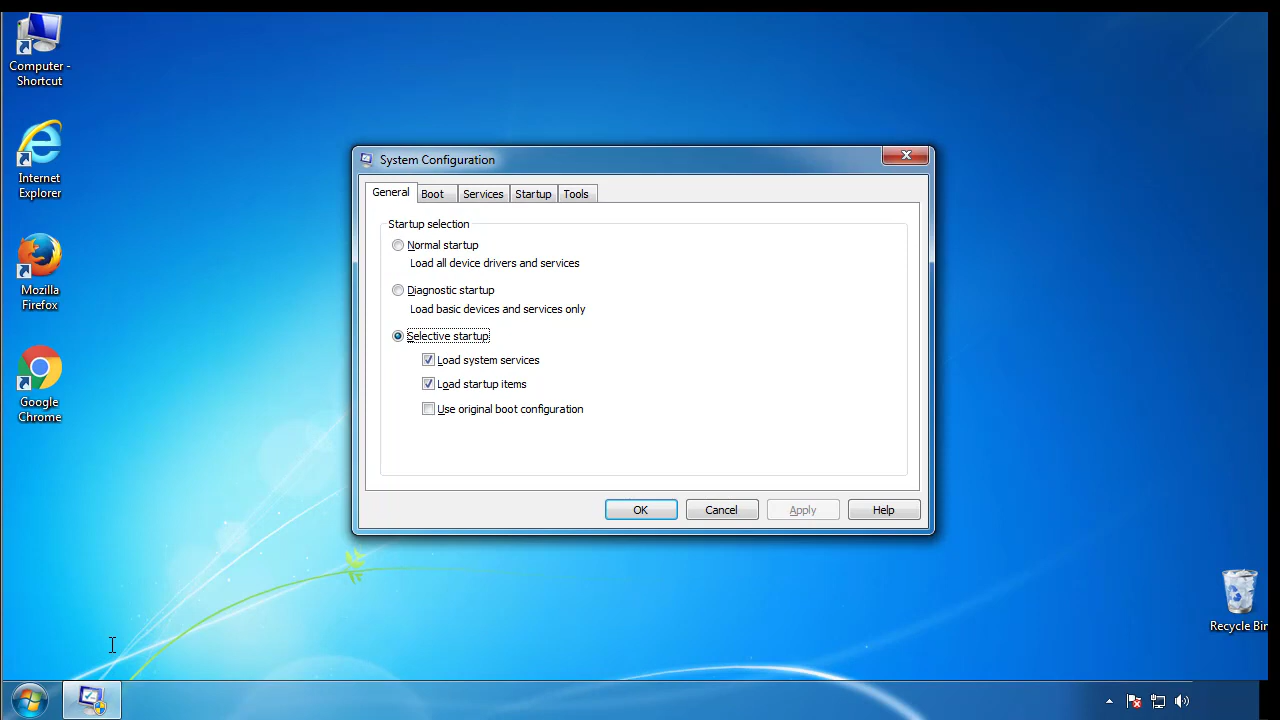 Computer -
Shortcut
Internet
Explorer
Mozilla
Firefox
Google
Chrome
System Configuration
General
Boot
Services
Startup
Tools
Startup selection
Normal startup
Load all device drivers and services
Diagnostic startup
Load basic devices and services only
Selective startup
Load system services
Load startup items
Use original boot configuration
OK
Cancel
Apply
Help
Recycle Bin